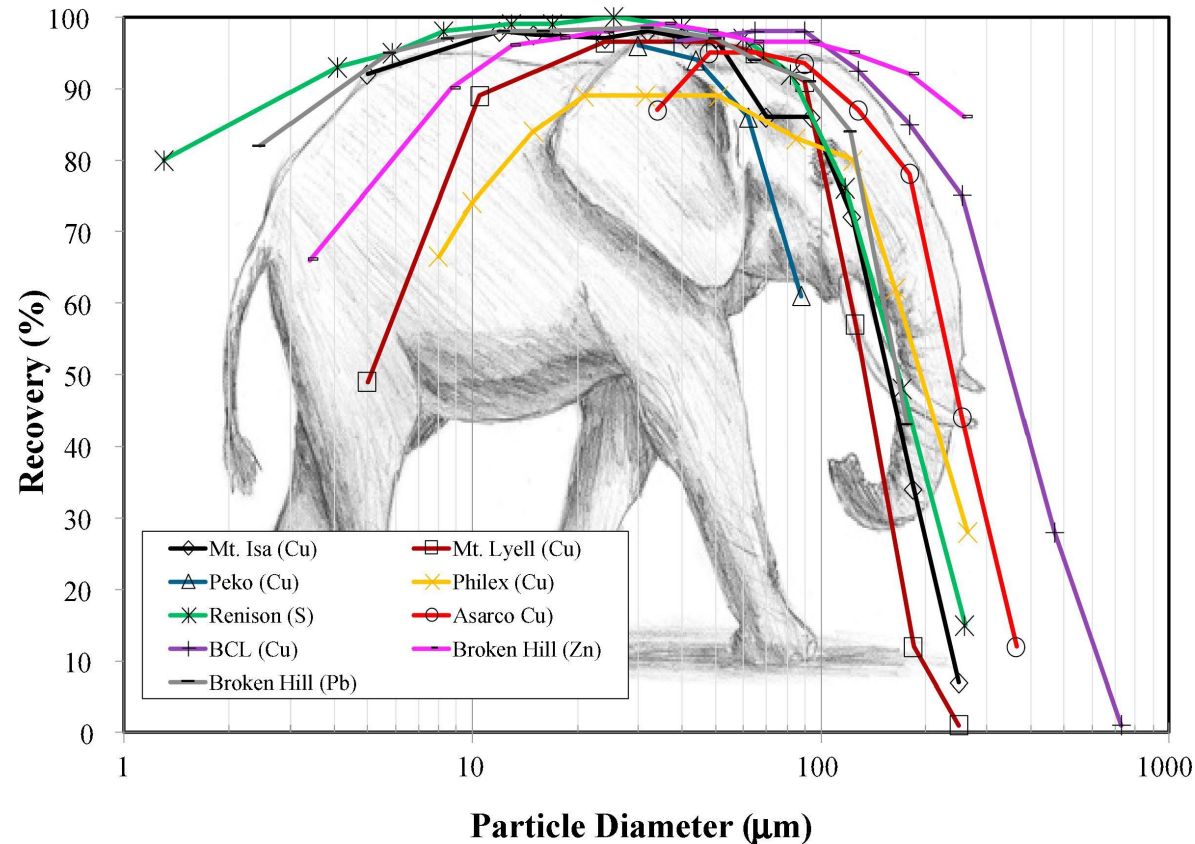 100
90
80
70
60
50
40
30
20
10
0
Recovery (%)
Mt. Isa (Cu) Mt. Lyell (Cu)
Peko (Cu) Philex (Cu)
Renison (S) Asarco Cu)
BCL (Cu) Broken Hill (Zn)
Broken Hill (Pb)
1 10 100 1000
Particle Diameter (μm)